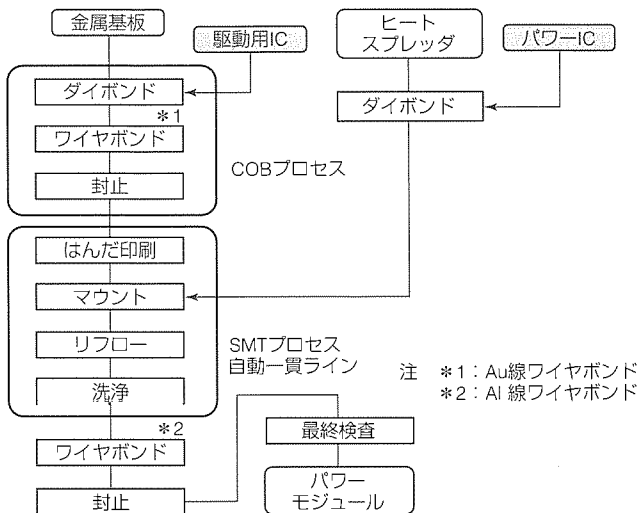 金属基板
駆動用IC
ヒート
スプレッダ
パワーIC
ダイボンド
*1
ワイヤボンド
封止
COBプロセス
ダイボンド
はんだ印刷
マウント
リフロー
洗浄
SMTプロセス
自動一貫ライン
注 *1：Au線ワイヤボンド
*2：Al線ワイヤボンド
*2
ワイヤボンド
封止
最終検査
パワー
モジュール